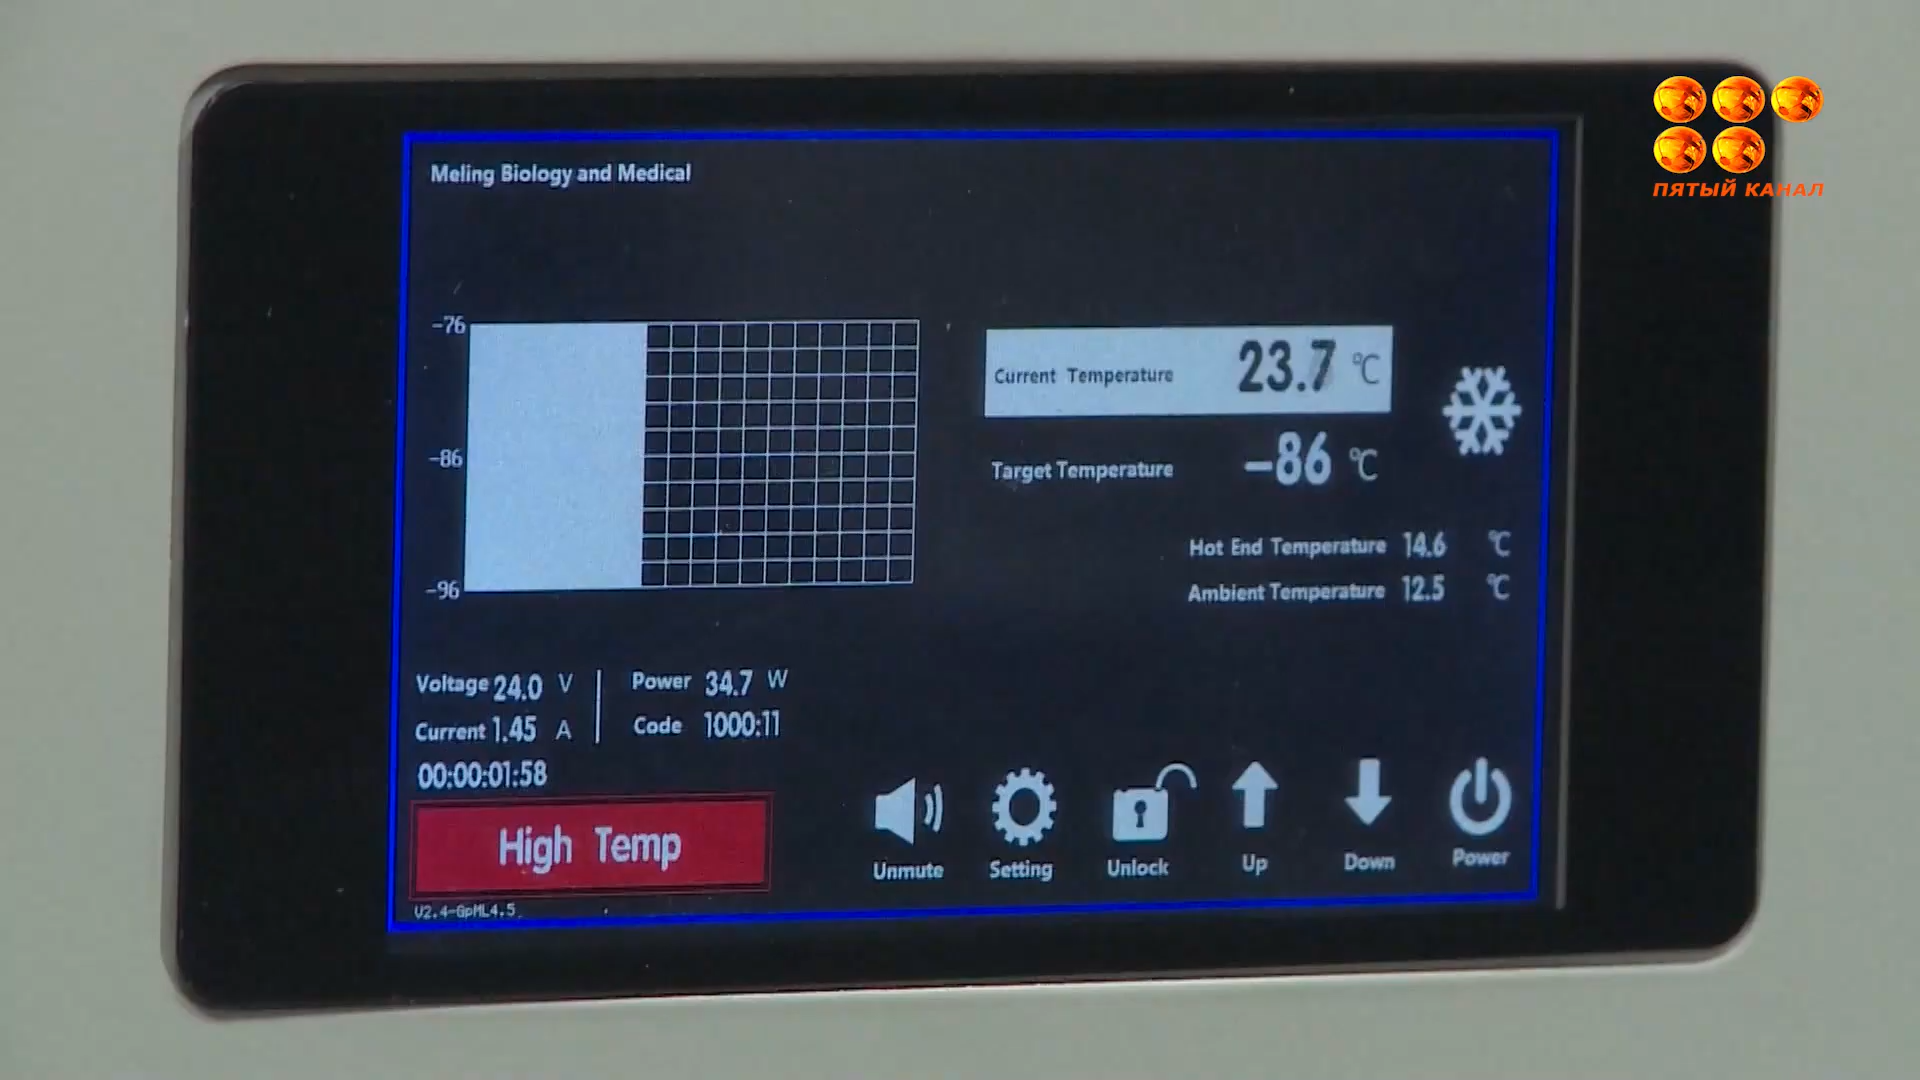 ПЯТЫЙ КАНАЛ
Meling Biology and Medical
-76
-86
-96
Current Temperature 23.7 °C
Target Temperature -86 °C
Hot End Temperature 14.6 °C
Ambient Temperature 12.5 °C
Voltage 24.0 V Power 34.7 W
Current 1.45 A Code 1000:11
00:00:01:58
High Temp
Unmute Setting Unlock Up Down Power
V2.4-GpML4.5